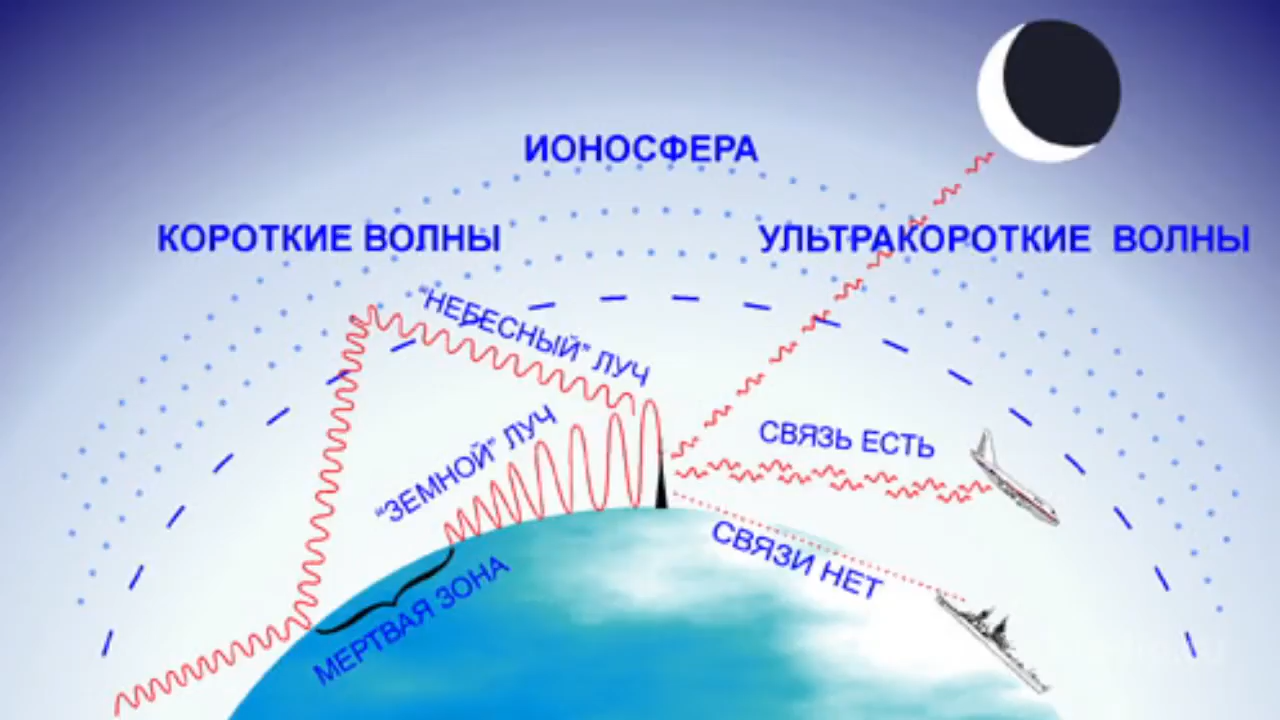 ИОНОСФЕРА
КОРОТКИЕ ВОЛНЫ
УЛЬТРАКОРОТКИЕ ВОЛНЫ
"НЕБЕСНЫЙ" ЛУЧ
"ЗЕМНОЙ" ЛУЧ
СВЯЗЬ ЕСТЬ
СВЯЗИ НЕТ
МЕРТВАЯ ЗОНА